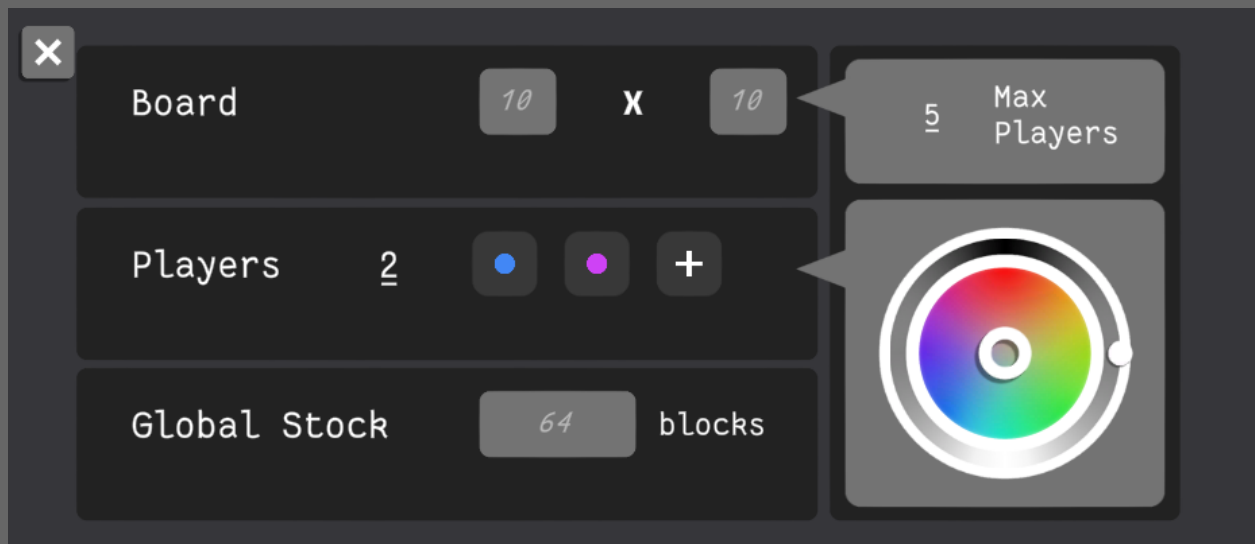 Board 10 x 10
5 Max
Players
Players 2 +
Global Stock 64 blocks